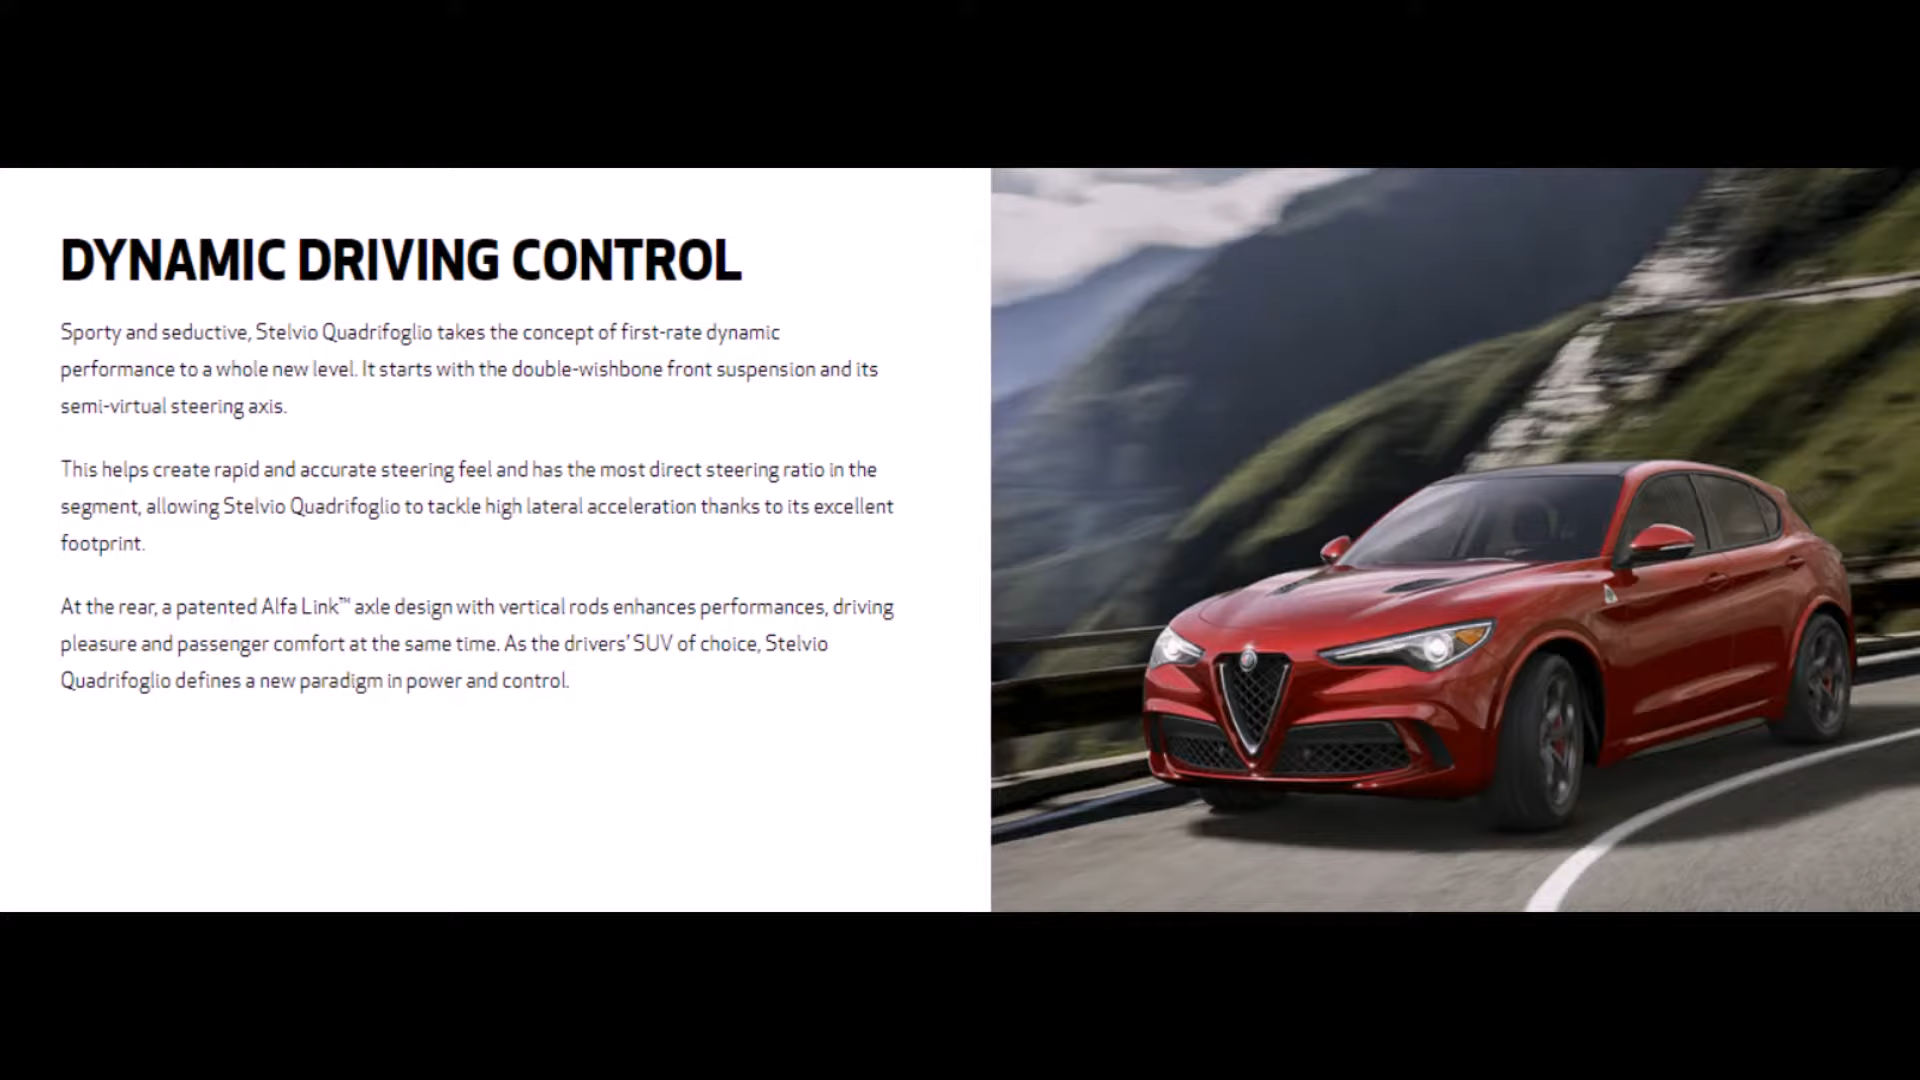 DYNAMIC DRIVING CONTROL
Sporty and seductive, Stelvio Quadrifoglio takes the concept of first-rate dynamic
performance to a whole new level. It starts with the double-wishbone front suspension and its
semi-virtual steering axis.
This helps create rapid and accurate steering feel and has the most direct steering ratio in the
segment, allowing Stelvio Quadrifoglio to tackle high lateral acceleration thanks to its excellent
footprint.
At the rear, a patented Alfa Link™ axle design with vertical rods enhances performances, driving
pleasure and passenger comfort at the same time. As the drivers’ SUV of choice, Stelvio
Quadrifoglio defines a new paradigm in power and control.